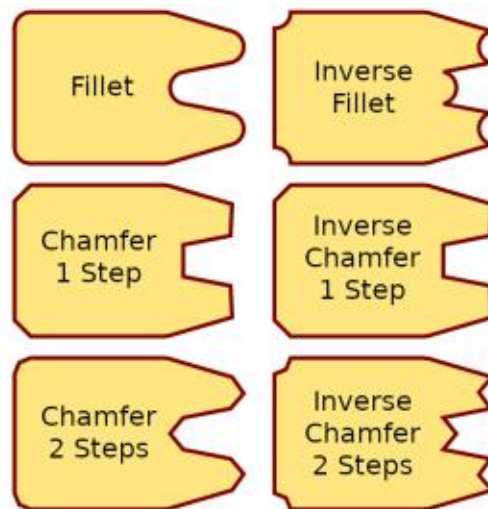 Fillet
Inverse
Fillet
Chamfer
1 Step
Inverse
Chamfer
1 Step
Chamfer
2 Steps
Inverse
Chamfer
2 Steps